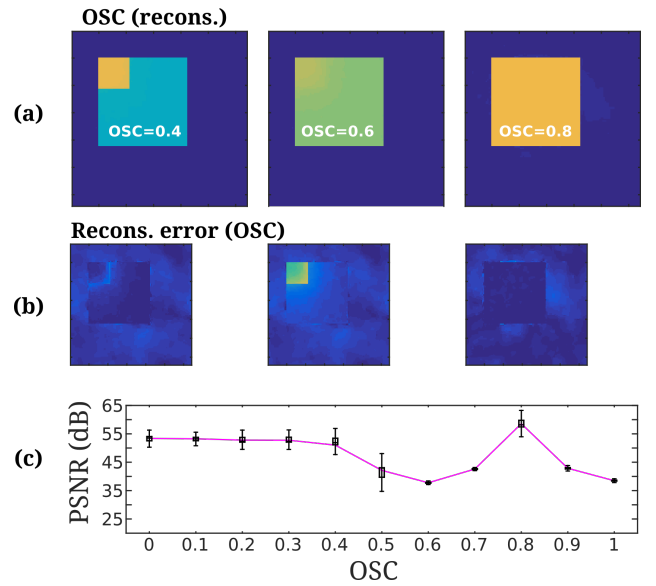 OSC (recons.)
(a)
OSC=0.4 OSC=0.6 OSC=0.8
Recons. error (OSC)
(b)
(c)
PSNR (dB)
65
55
45
35
25
0 0.1 0.2 0.3 0.4 0.5 0.6 0.7 0.8 0.9 1
OSC